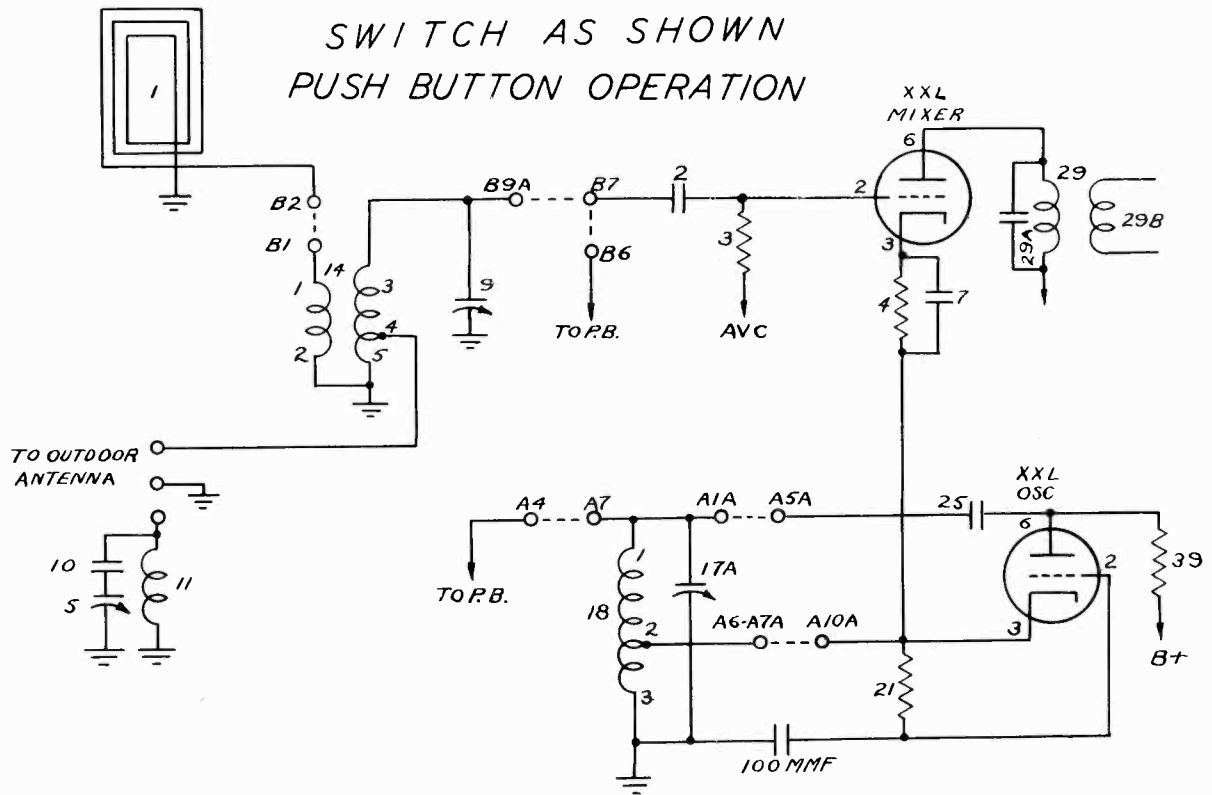 SWITCH AS SHOWN
PUSH BUTTON OPERATION
1
XXL
MIXER
6
B2
B9A
B7
2
2
29
B1
14
3
3
29A
29B
1
3
9
B6
4
7
4
TO P.B.
AVC
2
5
TO OUTDOOR
ANTENNA
XXL
OSC
A4
A7
A1A
A5A
25
6
10
11
1
17A
2
39
5
TO P.B.
18
A6-A7A
A10A
2
3
B+
3
21
100 MMF